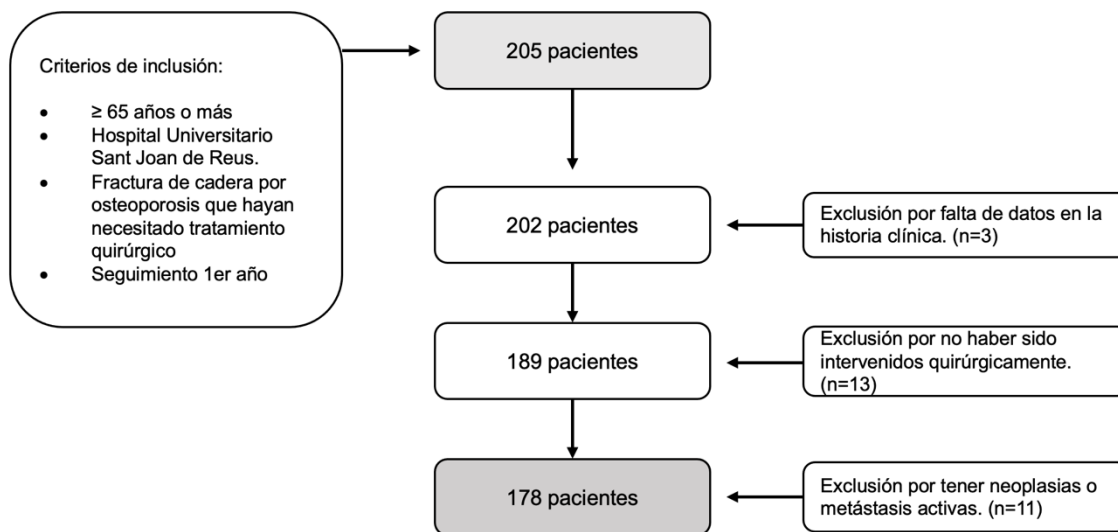 Criterios de inclusión:
• ≥ 65 años o más
• Hospital Universitario
Sant Joan de Reus.
• Fractura de cadera por
osteoporosis que hayan
necesitado tratamiento
quirúrgico
• Seguimiento 1er año
205 pacientes
202 pacientes
Exclusión por falta de datos en la
historia clínica. (n=3)
189 pacientes
Exclusión por no haber sido
intervenidos quirúrgicamente.
(n=13)
178 pacientes
Exclusión por tener neoplasias o
metástasis activas. (n=11)